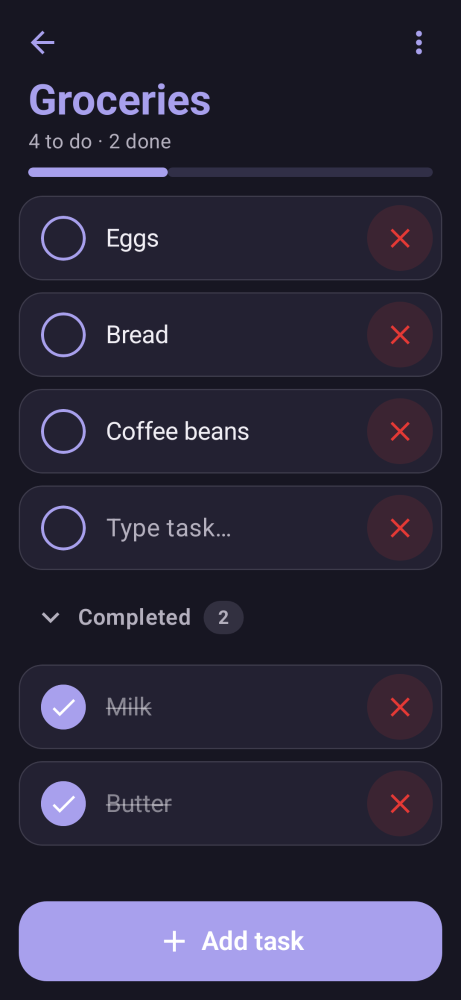 Groceries
4 to do · 2 done
Eggs
Bread
Coffee beans
Type task...
Completed 2
Milk
Butter
Add task